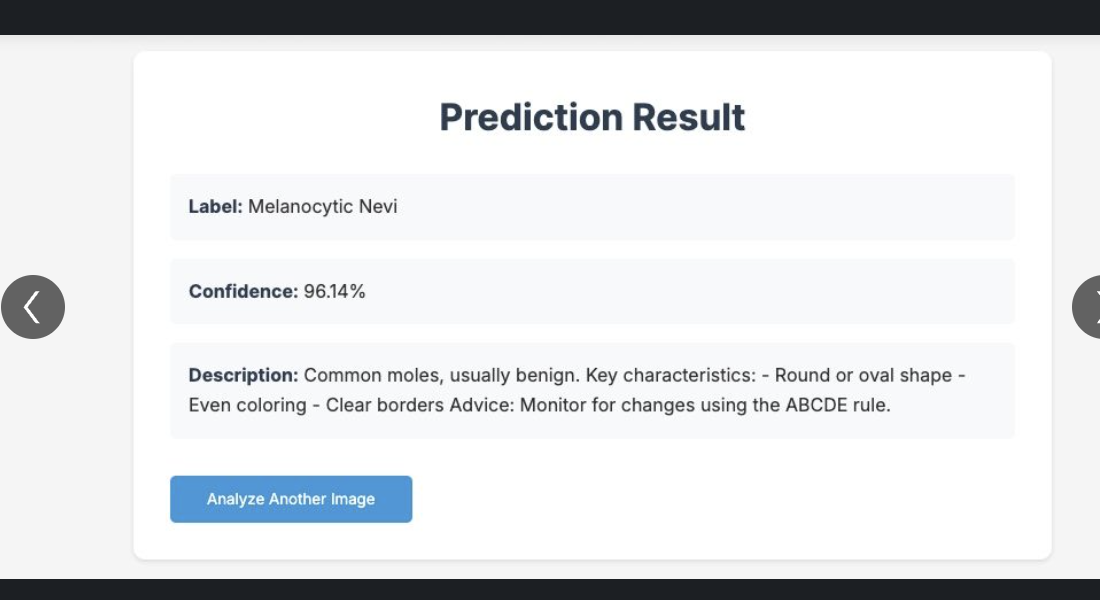 Prediction Result
Label: Melanocytic Nevi
Confidence: 96.14%
Description: Common moles, usually benign. Key characteristics: - Round or oval shape -
Even coloring - Clear borders Advice: Monitor for changes using the ABCDE rule.
Analyze Another Image